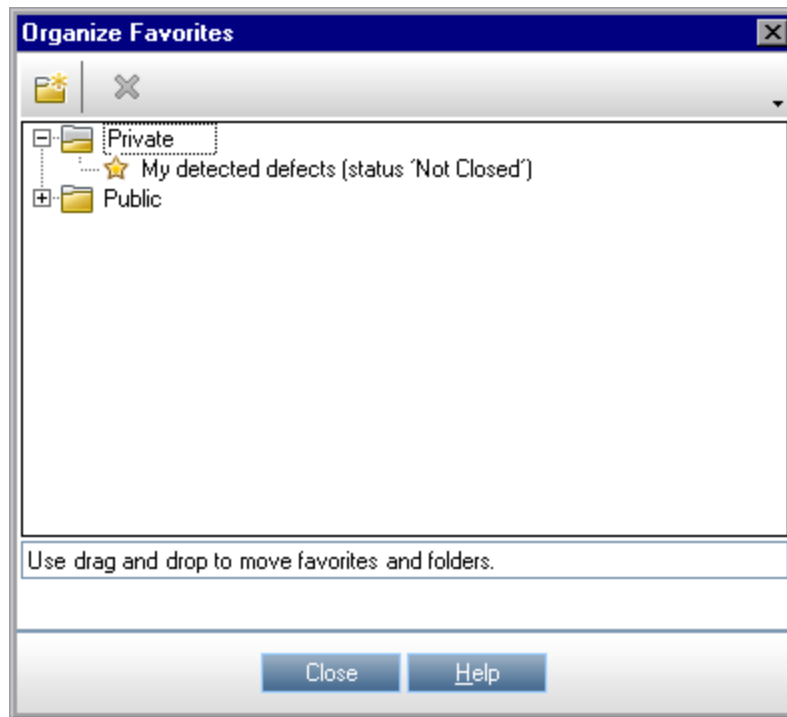 Organize Favorites
Private
My detected defects (status ´Not Closed´)
Public
Use drag and drop to move favorites and folders.
Close Help